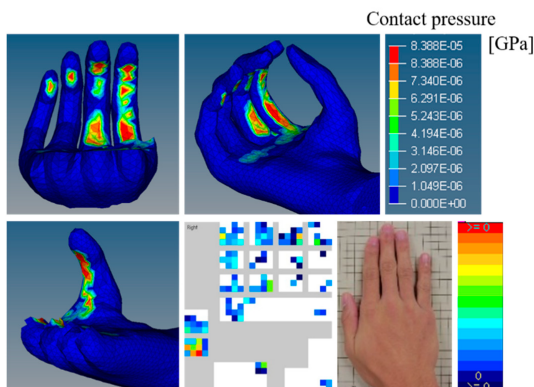 Contact pressure
[GPa]
8.388E-05
8.388E-06
7.340E-06
6.291E-06
5.243E-06
4.194E-06
3.146E-06
2.097E-06
1.049E-06
0.000E+00
Right
>= 0
0
>= 0